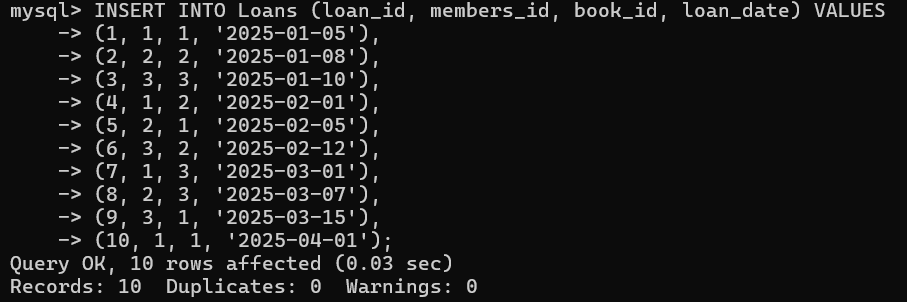 mysql> INSERT INTO Loans (loan_id, members_id, book_id, loan_date) VALUES
    -> (1, 1, 1, '2025-01-05'),
    -> (2, 2, 2, '2025-01-08'),
    -> (3, 3, 3, '2025-01-10'),
    -> (4, 1, 2, '2025-02-01'),
    -> (5, 2, 1, '2025-02-05'),
    -> (6, 3, 2, '2025-02-12'),
    -> (7, 1, 3, '2025-03-01'),
    -> (8, 2, 3, '2025-03-07'),
    -> (9, 3, 1, '2025-03-15'),
    -> (10, 1, 1, '2025-04-01');
Query OK, 10 rows affected (0.03 sec)
Records: 10  Duplicates: 0  Warnings: 0